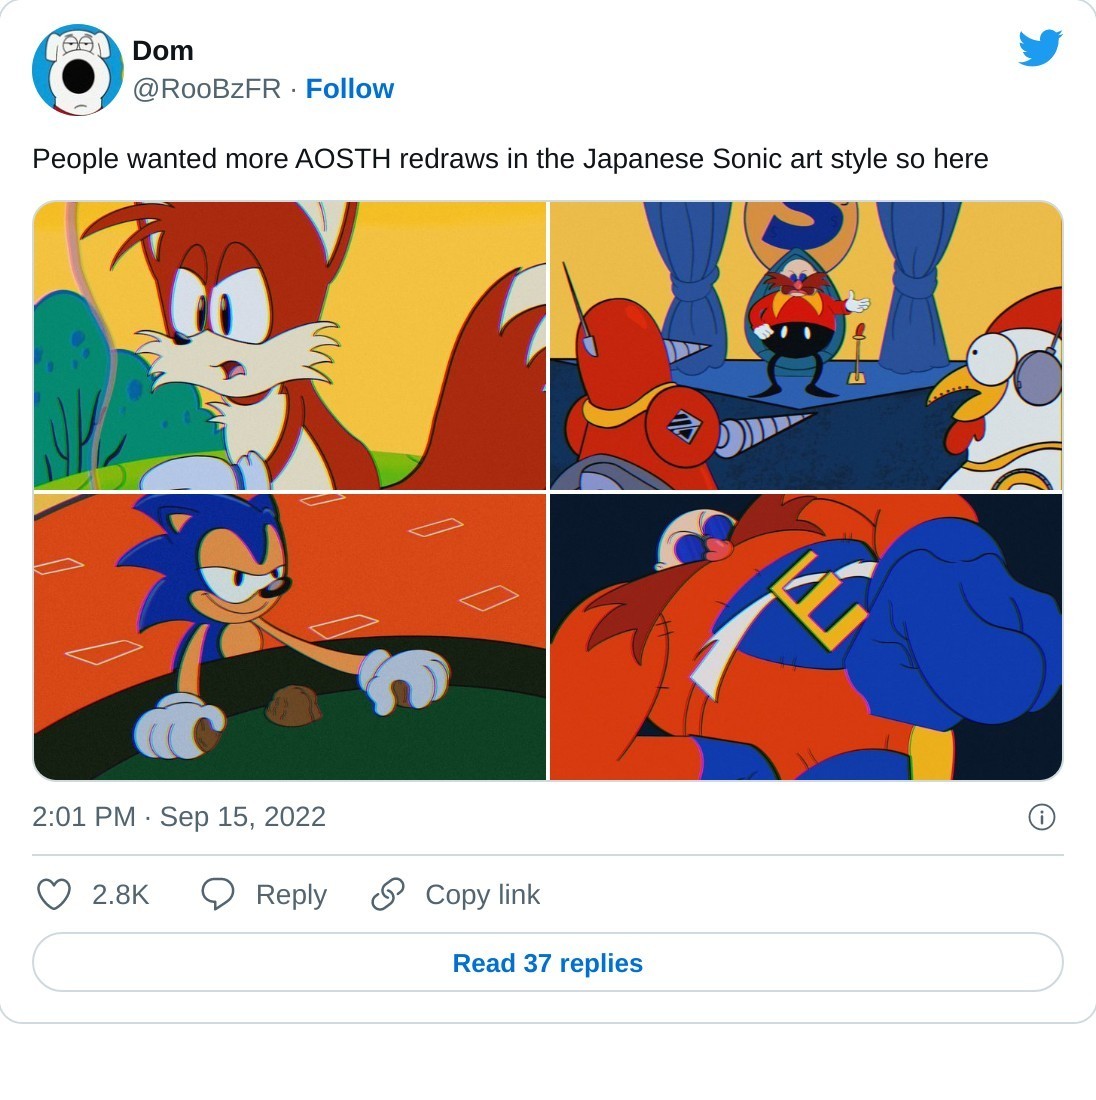 Dom
@RooBzFR · Follow
People wanted more AOSTH redraws in the Japanese Sonic art style so here
S
E
2:01 PM · Sep 15, 2022
2.8K Reply Copy link
Read 37 replies